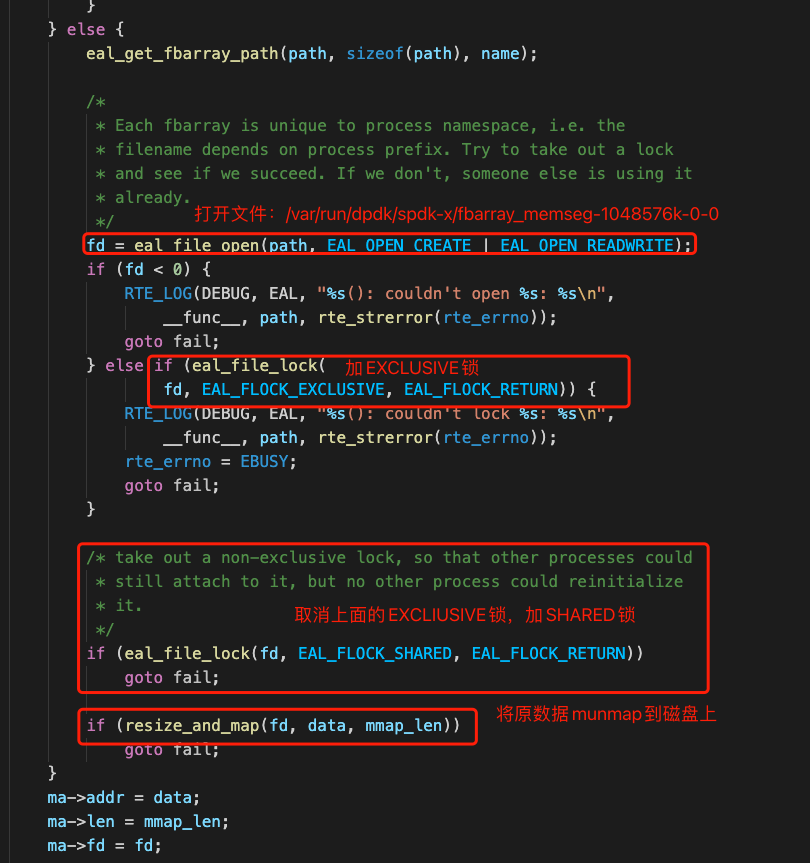 }
} else {
eal_get_fbarray_path(path, sizeof(path), name);
/*
* Each fbarray is unique to process namespace, i.e. the
* filename depends on process prefix. Try to take out a lock
* and see if we succeed. If we don't, someone else is using it
* already.
打开文件：/var/run/dpdk/spdk-x/fbarray_memseg-1048576k-0-0
*/
fd = eal_file_open(path, EAL_OPEN_CREATE | EAL_OPEN_READWRITE);
if (fd < 0) {
RTE_LOG(DEBUG, EAL, "%s(): couldn't open %s: %s\n",
__func__, path, rte_strerror(rte_errno));
goto fail;
} else if (eal_file_lock( 加EXCLUSIVE锁
fd, EAL_FLOCK_EXCLUSIVE, EAL_FLOCK_RETURN)) {
RTE_LOG(DEBUG, EAL, "%s(): couldn't lock %s: %s\n",
__func__, path, rte_strerror(rte_errno));
rte_errno = EBUSY;
goto fail;
}
/* take out a non-exclusive lock, so that other processes could
* still attach to it, but no other process could reinitialize
* it.
取消上面的EXCLIUSIVE锁，加SHARED锁
*/
if (eal_file_lock(fd, EAL_FLOCK_SHARED, EAL_FLOCK_RETURN))
goto fail;
将原数据munmap到磁盘上
if (resize_and_map(fd, data, mmap_len))
goto fail;
}
ma->addr = data;
ma->len = mmap_len;
ma->fd = fd;